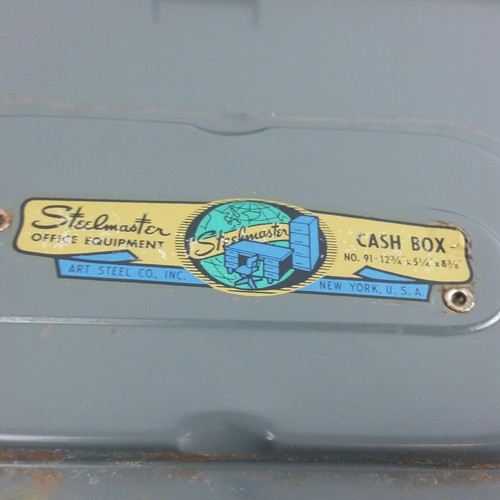 Steelmaster
OFFICE EQUIPMENT
ART STEEL CO., INC.
Steelmaster
CASH BOX
NO. 91 · 12¾" x 5¼" x 8⅜"
NEW YORK, U.S.A.